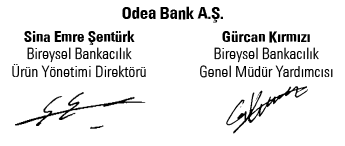 Odea Bank A.Ş.
Sina Emre Şentürk
Bireysel Bankacılık
Ürün Yönetimi Direktörü
Gürcan Kırmızı
Bireysel Bankacılık
Genel Müdür Yardımcısı